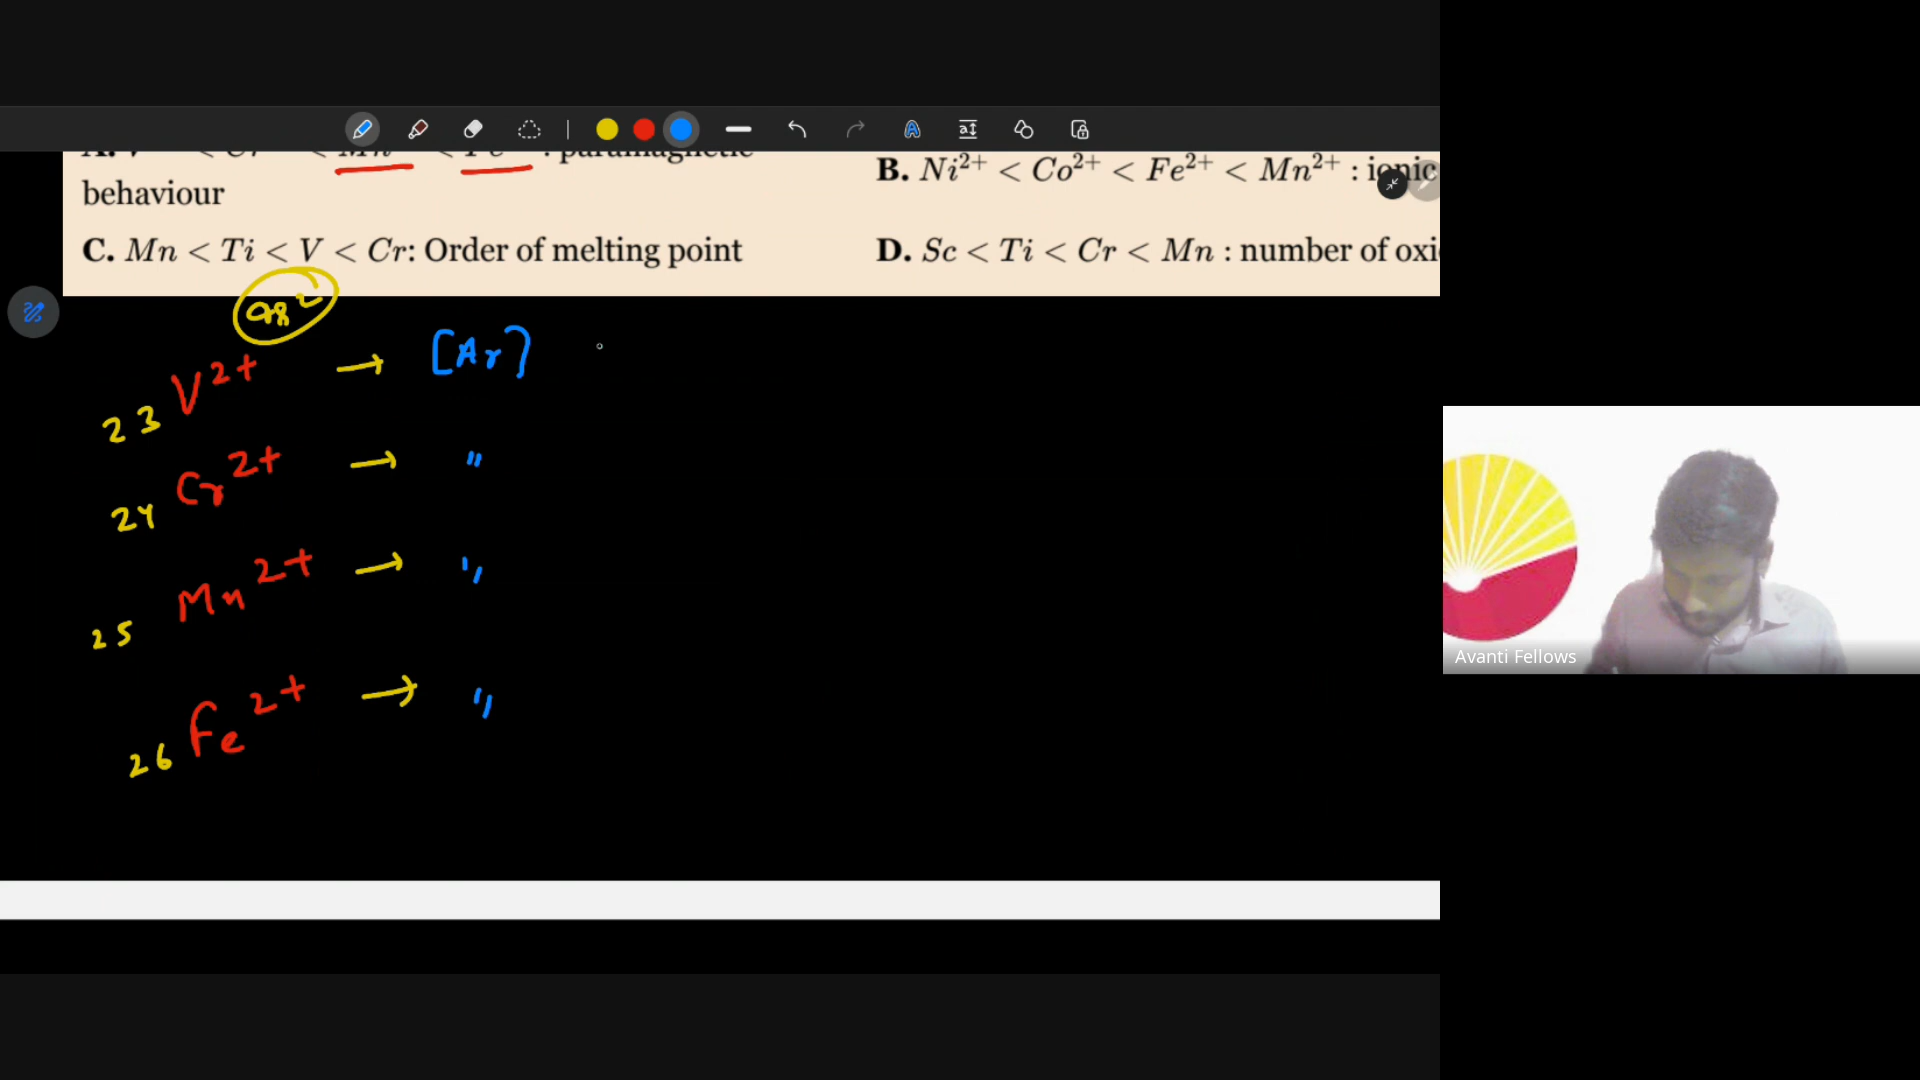 : paramagnetic
behaviour
B. Ni²⁺ < Co²⁺ < Fe²⁺ < Mn²⁺ : ionic
C. Mn < Ti < V < Cr: Order of melting point
D. Sc < Ti < Cr < Mn : number of oxi
23 V²⁺ → [Ar]
24 Cr²⁺ → "
25 Mn²⁺ → "
26 Fe²⁺ → "
Avanti Fellows